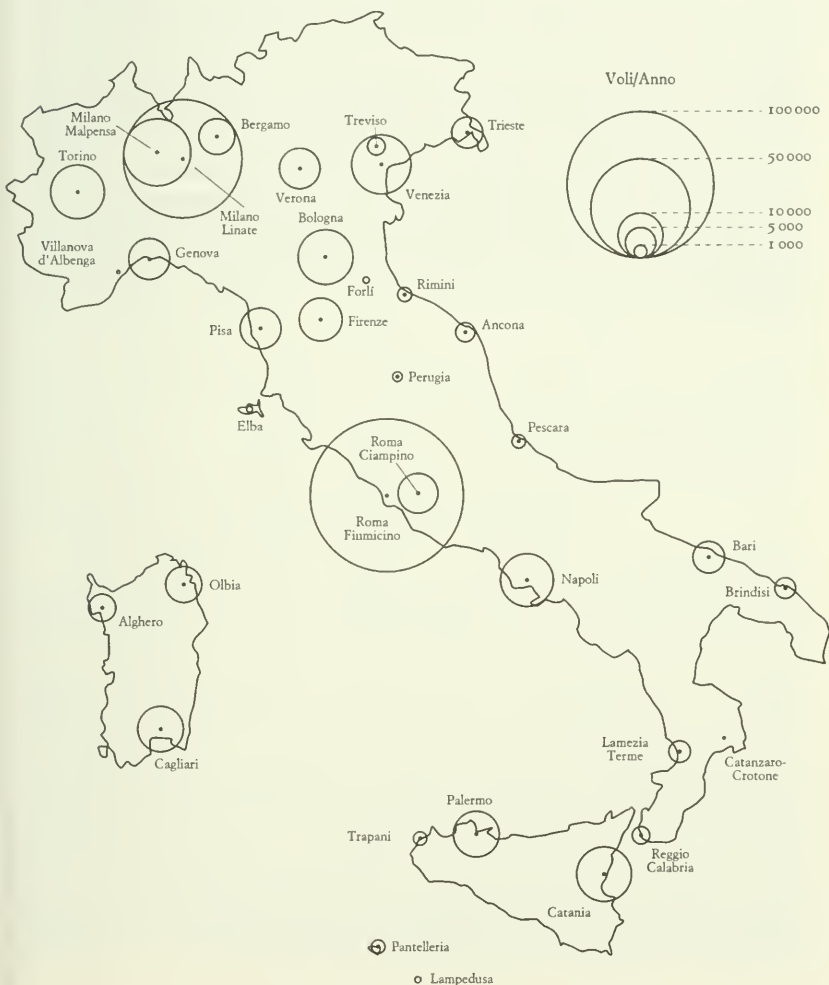 Voli/Anno
100 000
50 000
10 000
5 000
1 000
Milano
Malpensa
Bergamo
Treviso
Trieste
Torino
Verona
Venezia
Milano
Linate
Bologna
Villanova
d'Albenga
Genova
Forlí
Rimini
Pisa
Firenze
Ancona
Perugia
Elba
Pescara
Roma
Ciampino
Roma
Fiumicino
Bari
Napoli
Brindisi
Olbia
Alghero
Cagliari
Lamezia
Terme
Catanzaro-
Crotone
Palermo
Trapani
Reggio
Calabria
Catania
Pantelleria
Lampedusa